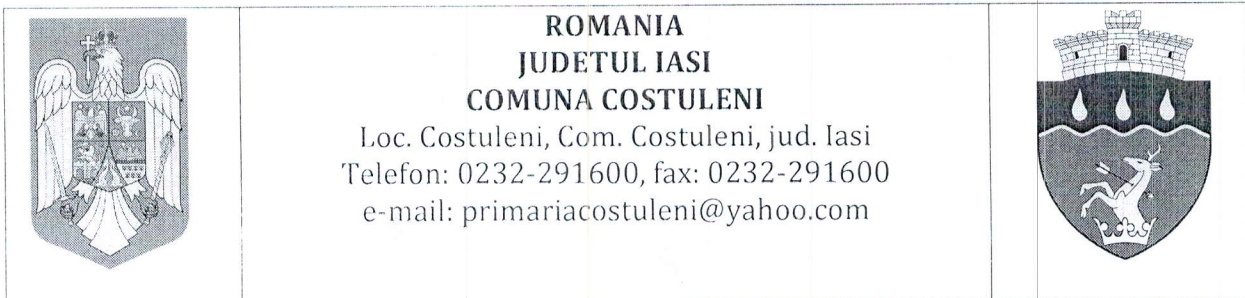 ROMANIA
JUDETUL IASI
COMUNA COSTULENI
Loc. Costuleni, Com. Costuleni, jud. Iasi
Telefon: 0232-291600, fax: 0232-291600
e-mail: primariacostuleni@yahoo.com